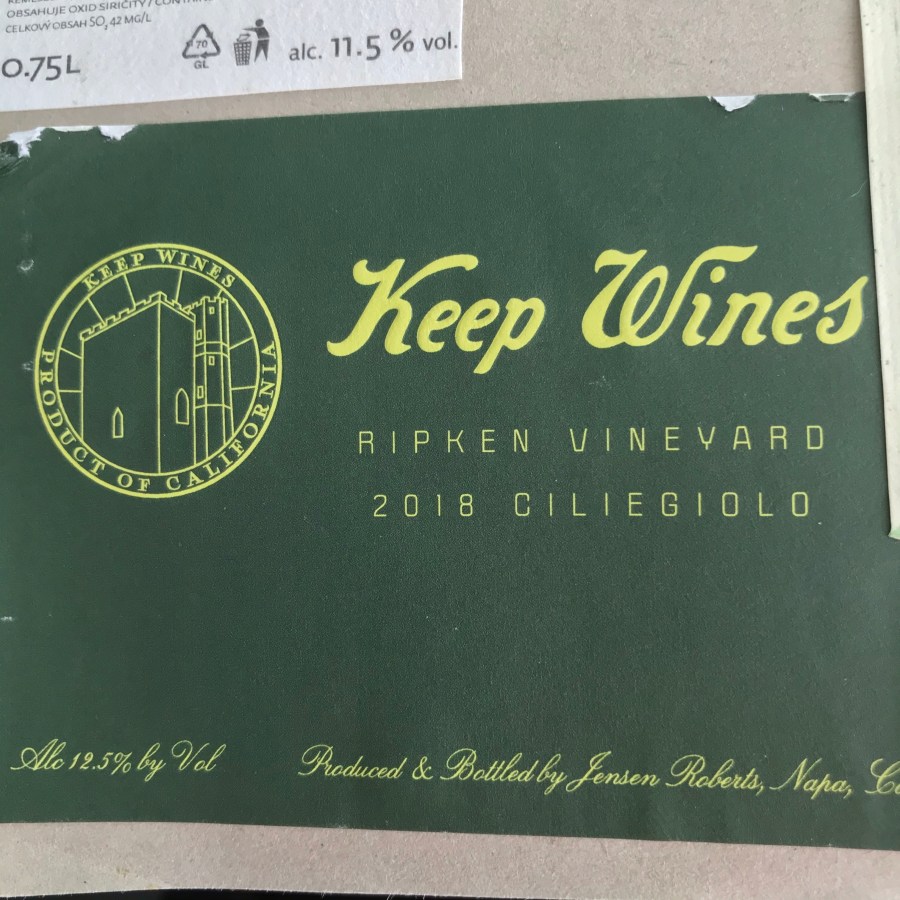 OBSAHUJE OXID SIŘIČITÝ / CONTAINS
CELKOVÝ OBSAH SO₂ 42 MG/L
0.75L
70
GL
alc. 11.5 % vol.
KEEP WINES
PRODUCT OF CALIFORNIA
Keep Wines
RIPKEN VINEYARD
2018 CILIEGIOLO
Alc 12.5% by Vol
Produced & Bottled by Jensen Roberts, Napa, Ca